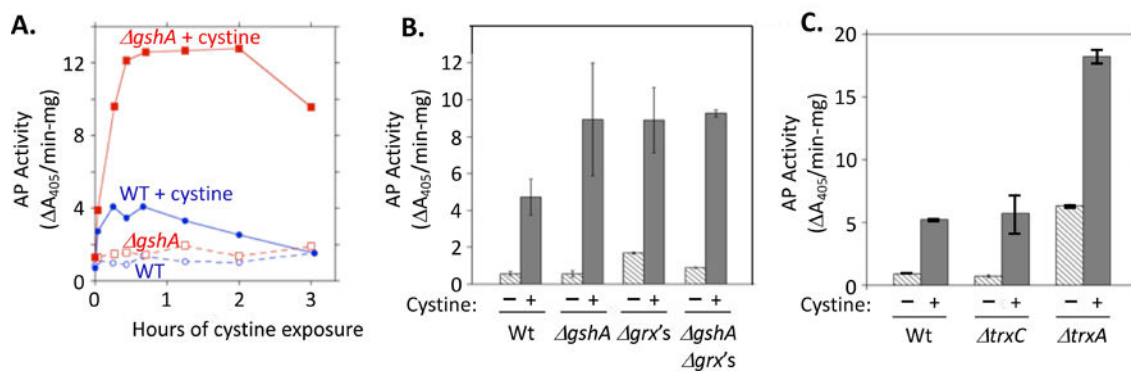 A.
ΔgshA + cystine
12
8
4
0
AP Activity
(ΔA₄₀₅/min-mg)
WT + cystine
ΔgshA
WT
0 1 2 3
Hours of cystine exposure
B.
12
10
8
6
4
2
0
AP Activity
(ΔA₄₀₅/min-mg)
Cystine: − + − + − + − +
Wt ΔgshA Δgrx's ΔgshA
Δgrx's
C.
20
15
10
5
0
AP Activity
(ΔA₄₀₅/min-mg)
Cystine: − + − + − +
Wt ΔtrxC ΔtrxA